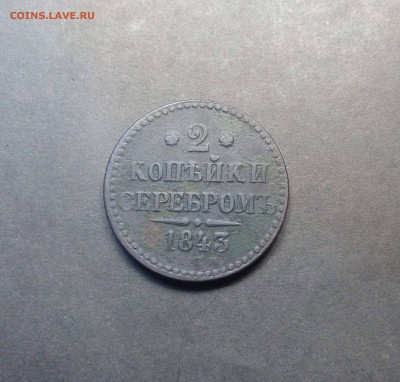 COINS.LAVE.RU
2
КОПѢЙКИ
СЕРЕБРОМЪ
1843